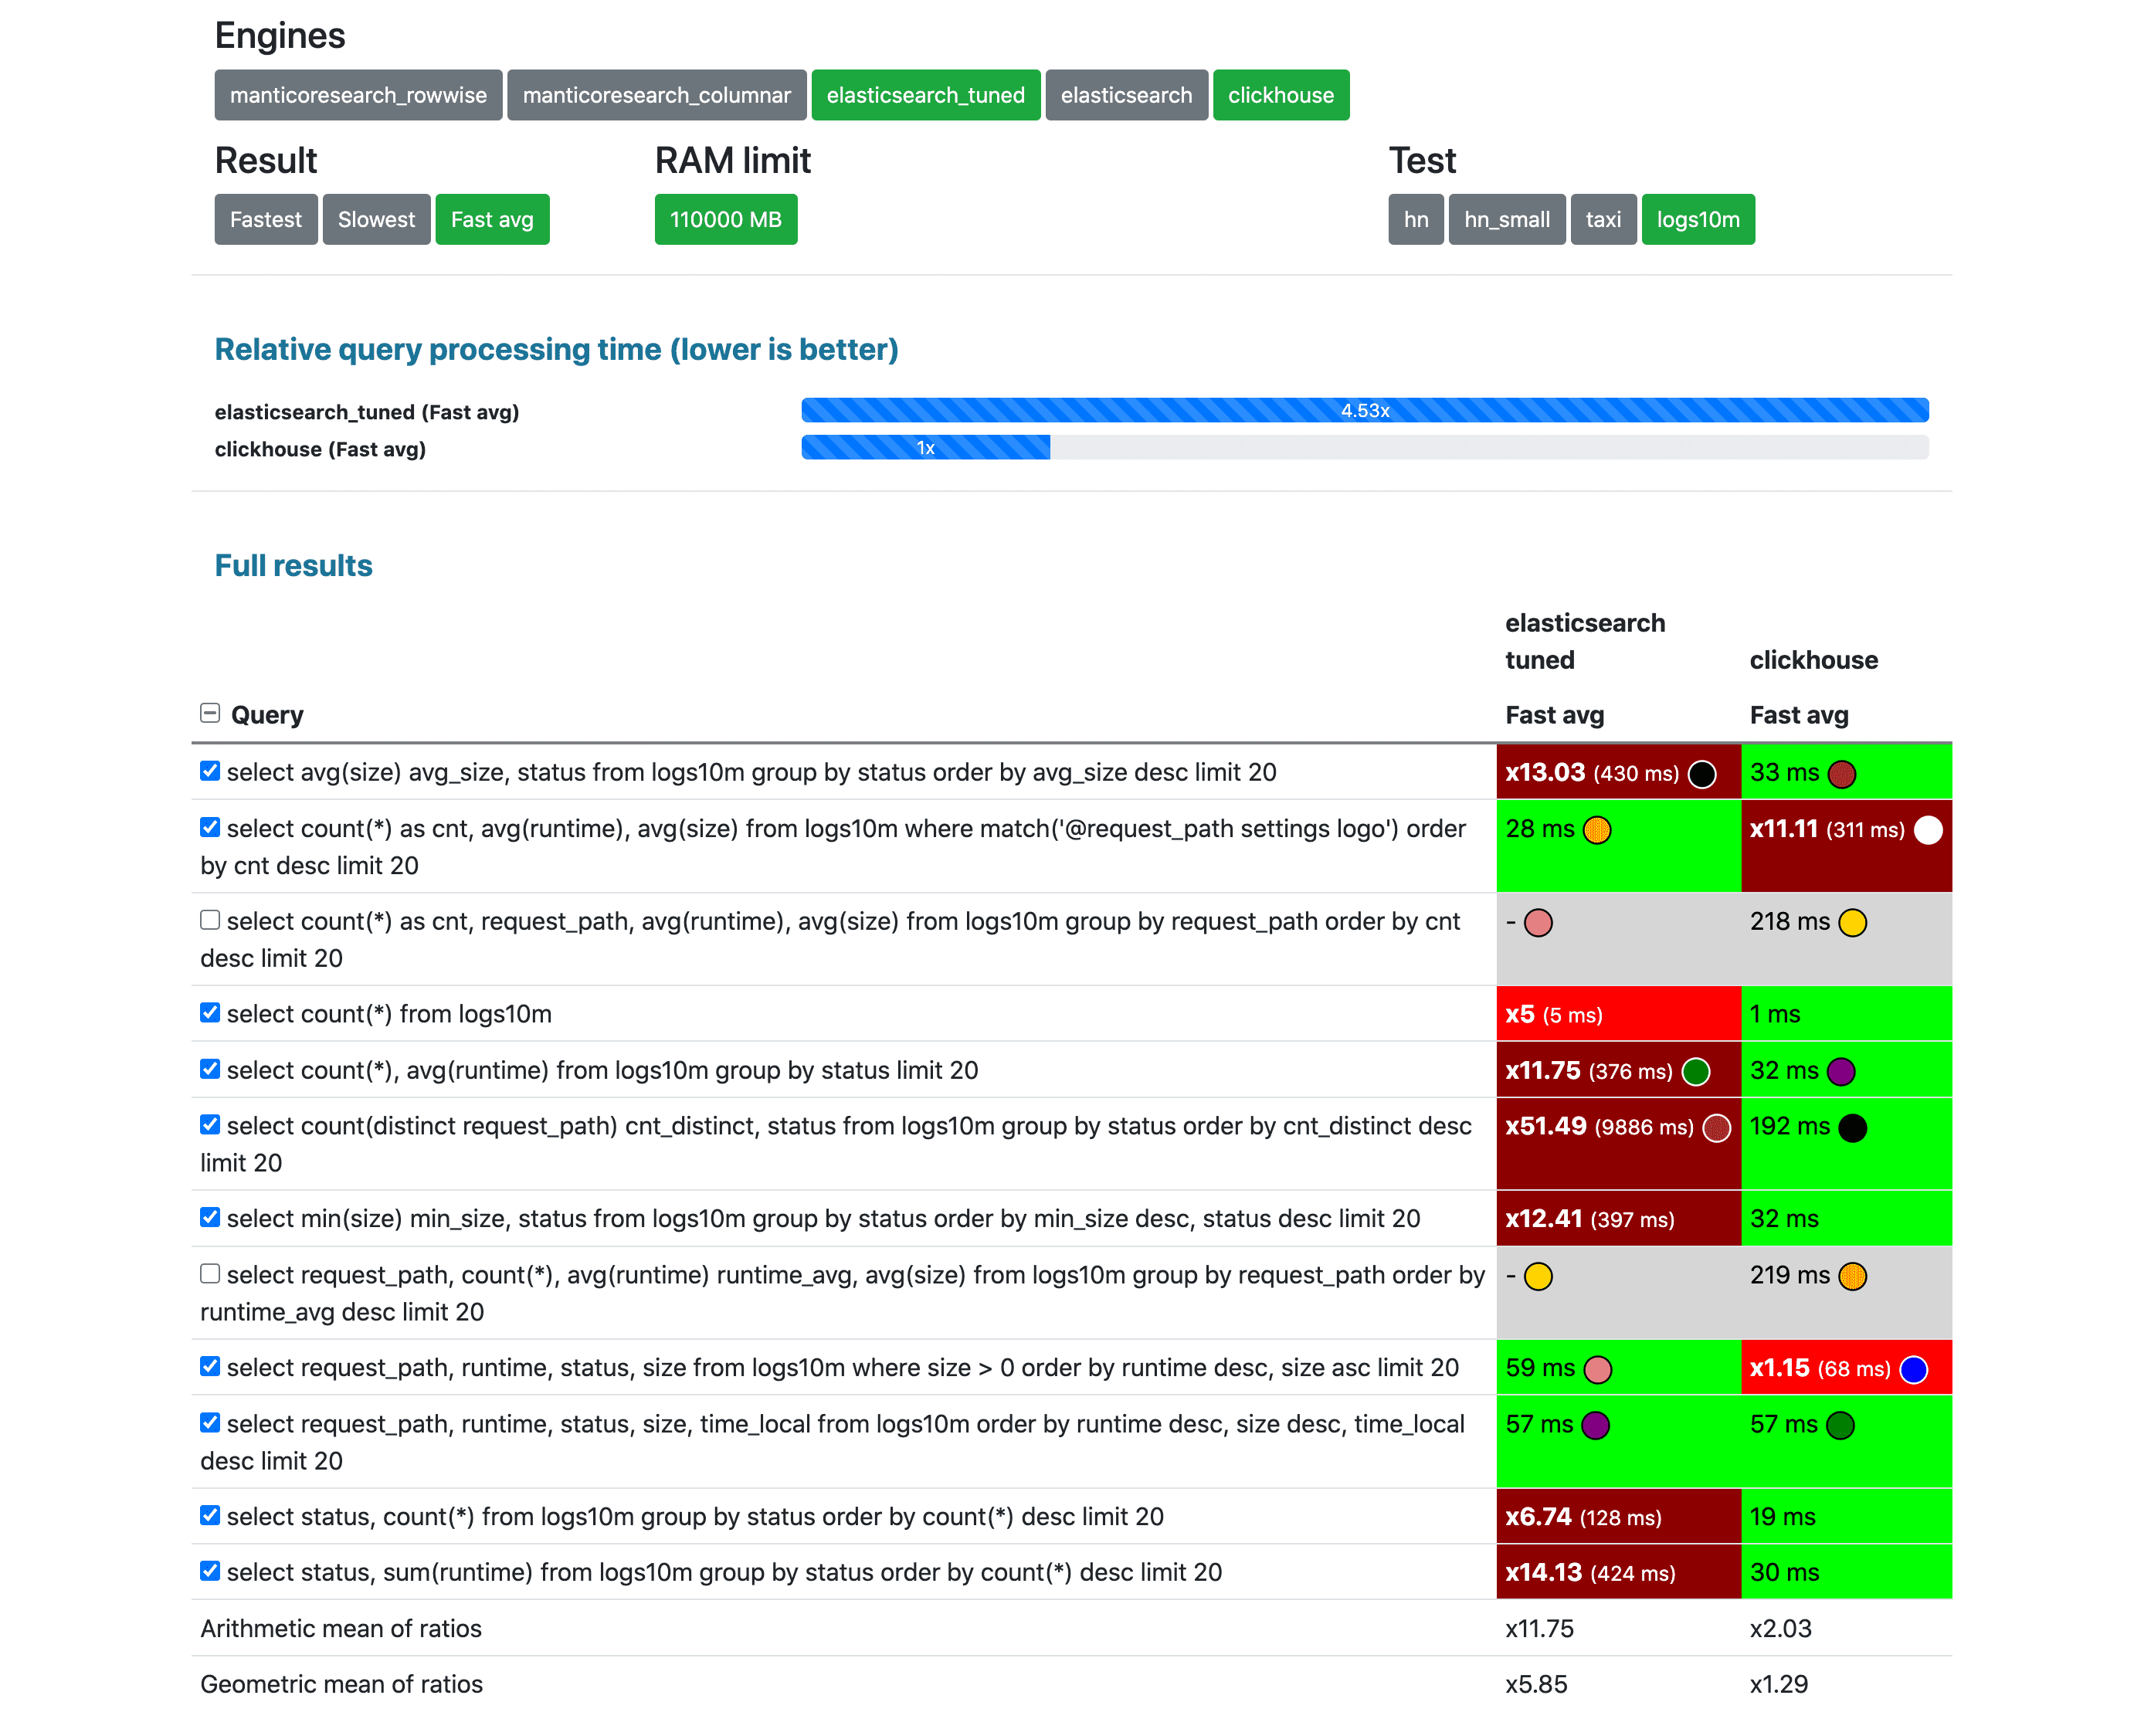 Engines
manticoresearch_rowwise manticoresearch_columnar elasticsearch_tuned elasticsearch clickhouse
Result RAM limit Test
Fastest Slowest Fast avg 110000 MB hn hn_small taxi logs10m
Relative query processing time (lower is better)
elasticsearch_tuned (Fast avg) 4.53x
clickhouse (Fast avg) 1x
Full results
elasticsearch
tuned clickhouse
Query Fast avg Fast avg
select avg(size) avg_size, status from logs10m group by status order by avg_size desc limit 20 x13.03 (430 ms) 33 ms
select count(*) as cnt, avg(runtime), avg(size) from logs10m where match('@request_path settings logo') order 28 ms x11.11 (311 ms)
by cnt desc limit 20
select count(*) as cnt, request_path, avg(runtime), avg(size) from logs10m group by request_path order by cnt - 218 ms
desc limit 20
select count(*) from logs10m x5 (5 ms) 1 ms
select count(*), avg(runtime) from logs10m group by status limit 20 x11.75 (376 ms) 32 ms
select count(distinct request_path) cnt_distinct, status from logs10m group by status order by cnt_distinct desc x51.49 (9886 ms) 192 ms
limit 20
select min(size) min_size, status from logs10m group by status order by min_size desc, status desc limit 20 x12.41 (397 ms) 32 ms
select request_path, count(*), avg(runtime) runtime_avg, avg(size) from logs10m group by request_path order by - 219 ms
runtime_avg desc limit 20
select request_path, runtime, status, size from logs10m where size > 0 order by runtime desc, size asc limit 20 59 ms x1.15 (68 ms)
select request_path, runtime, status, size, time_local from logs10m order by runtime desc, size desc, time_local 57 ms 57 ms
desc limit 20
select status, count(*) from logs10m group by status order by count(*) desc limit 20 x6.74 (128 ms) 19 ms
select status, sum(runtime) from logs10m group by status order by count(*) desc limit 20 x14.13 (424 ms) 30 ms
Arithmetic mean of ratios x11.75 x2.03
Geometric mean of ratios x5.85 x1.29